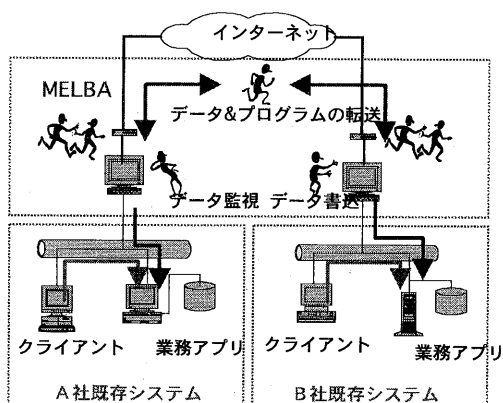 インターネット
MELBA
データ&プログラムの転送
データ監視 データ書込
クライアント 業務アプリ
クライアント 業務アプリ
A社既存システム
B社既存システム